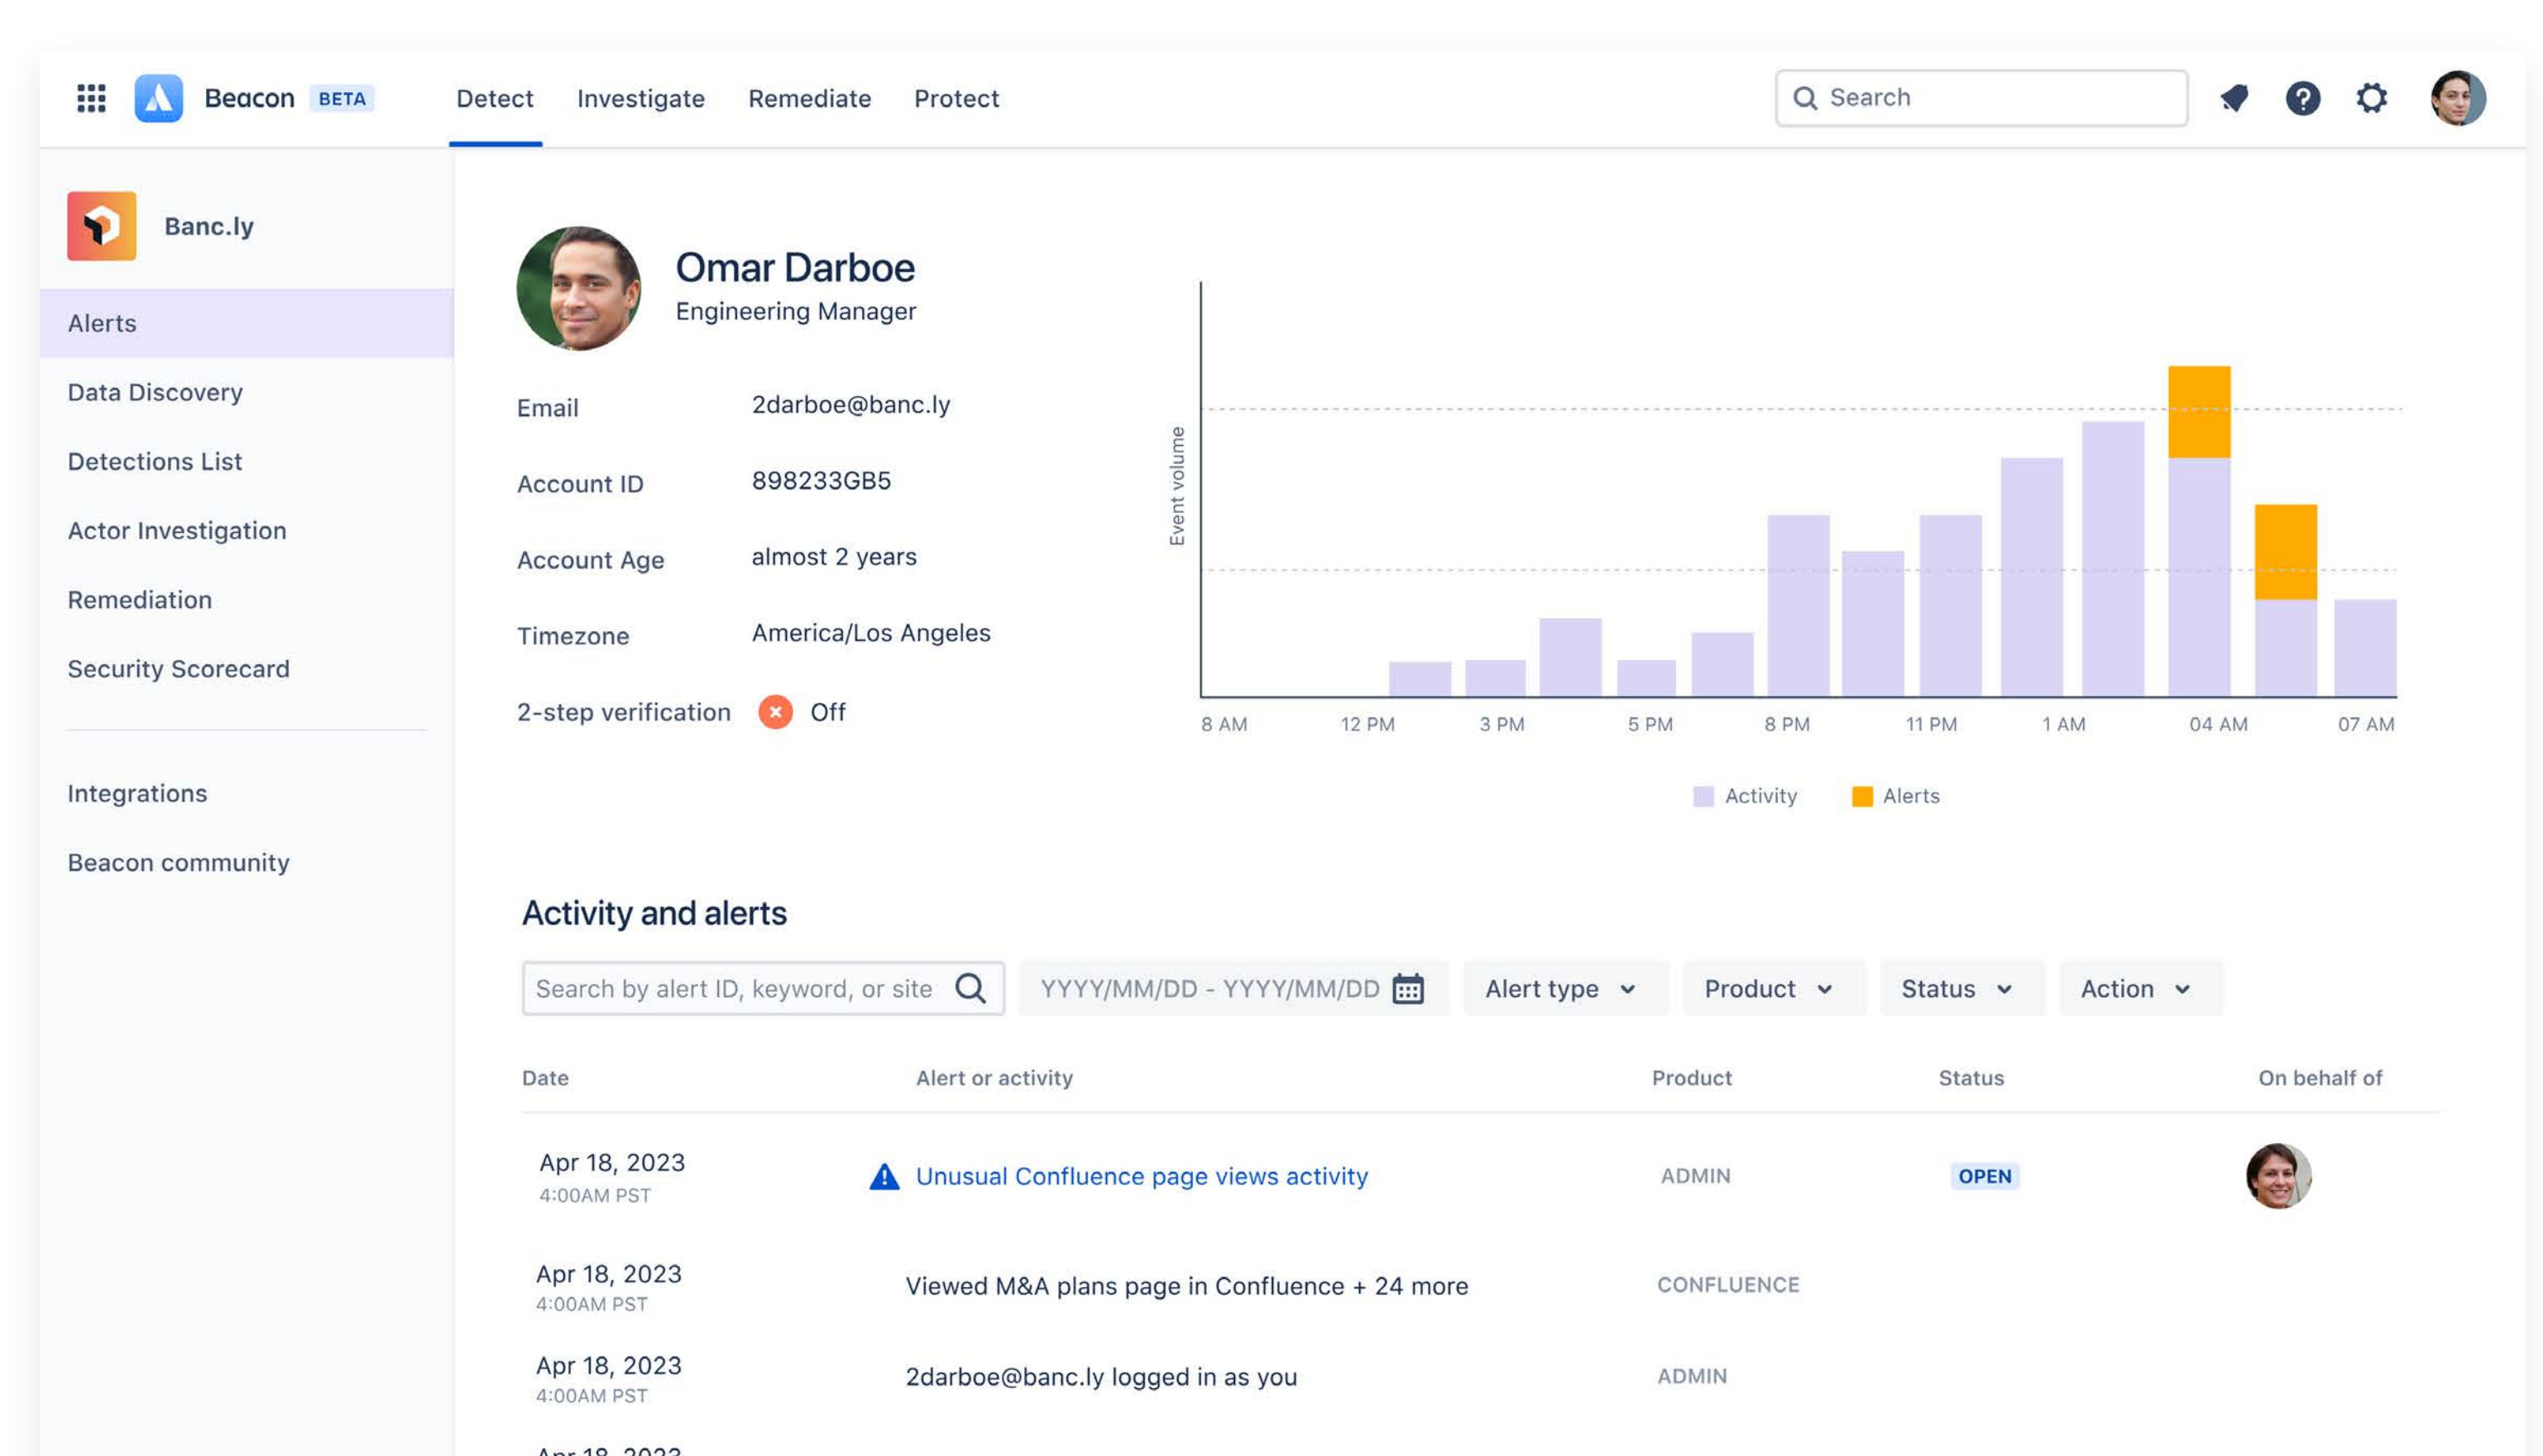 Beacon BETA Detect Investigate Remediate Protect Search
Banc.ly
Alerts
Data Discovery
Detections List
Actor Investigation
Remediation
Security Scorecard
Integrations
Beacon community
Omar Darboe
Engineering Manager
Email 2darboe@banc.ly
Account ID 898233GB5
Account Age almost 2 years
Timezone America/Los Angeles
2-step verification Off
Event volume
8 AM 12 PM 3 PM 5 PM 8 PM 11 PM 1 AM 04 AM 07 AM
Activity Alerts
Activity and alerts
Search by alert ID, keyword, or site YYYY/MM/DD - YYYY/MM/DD Alert type Product Status Action
Date Alert or activity Product Status On behalf of
Apr 18, 2023
4:00AM PST
Unusual Confluence page views activity ADMIN OPEN
Apr 18, 2023
4:00AM PST
Viewed M&A plans page in Confluence + 24 more CONFLUENCE
Apr 18, 2023
4:00AM PST
2darboe@banc.ly logged in as you ADMIN
Apr 18, 2023